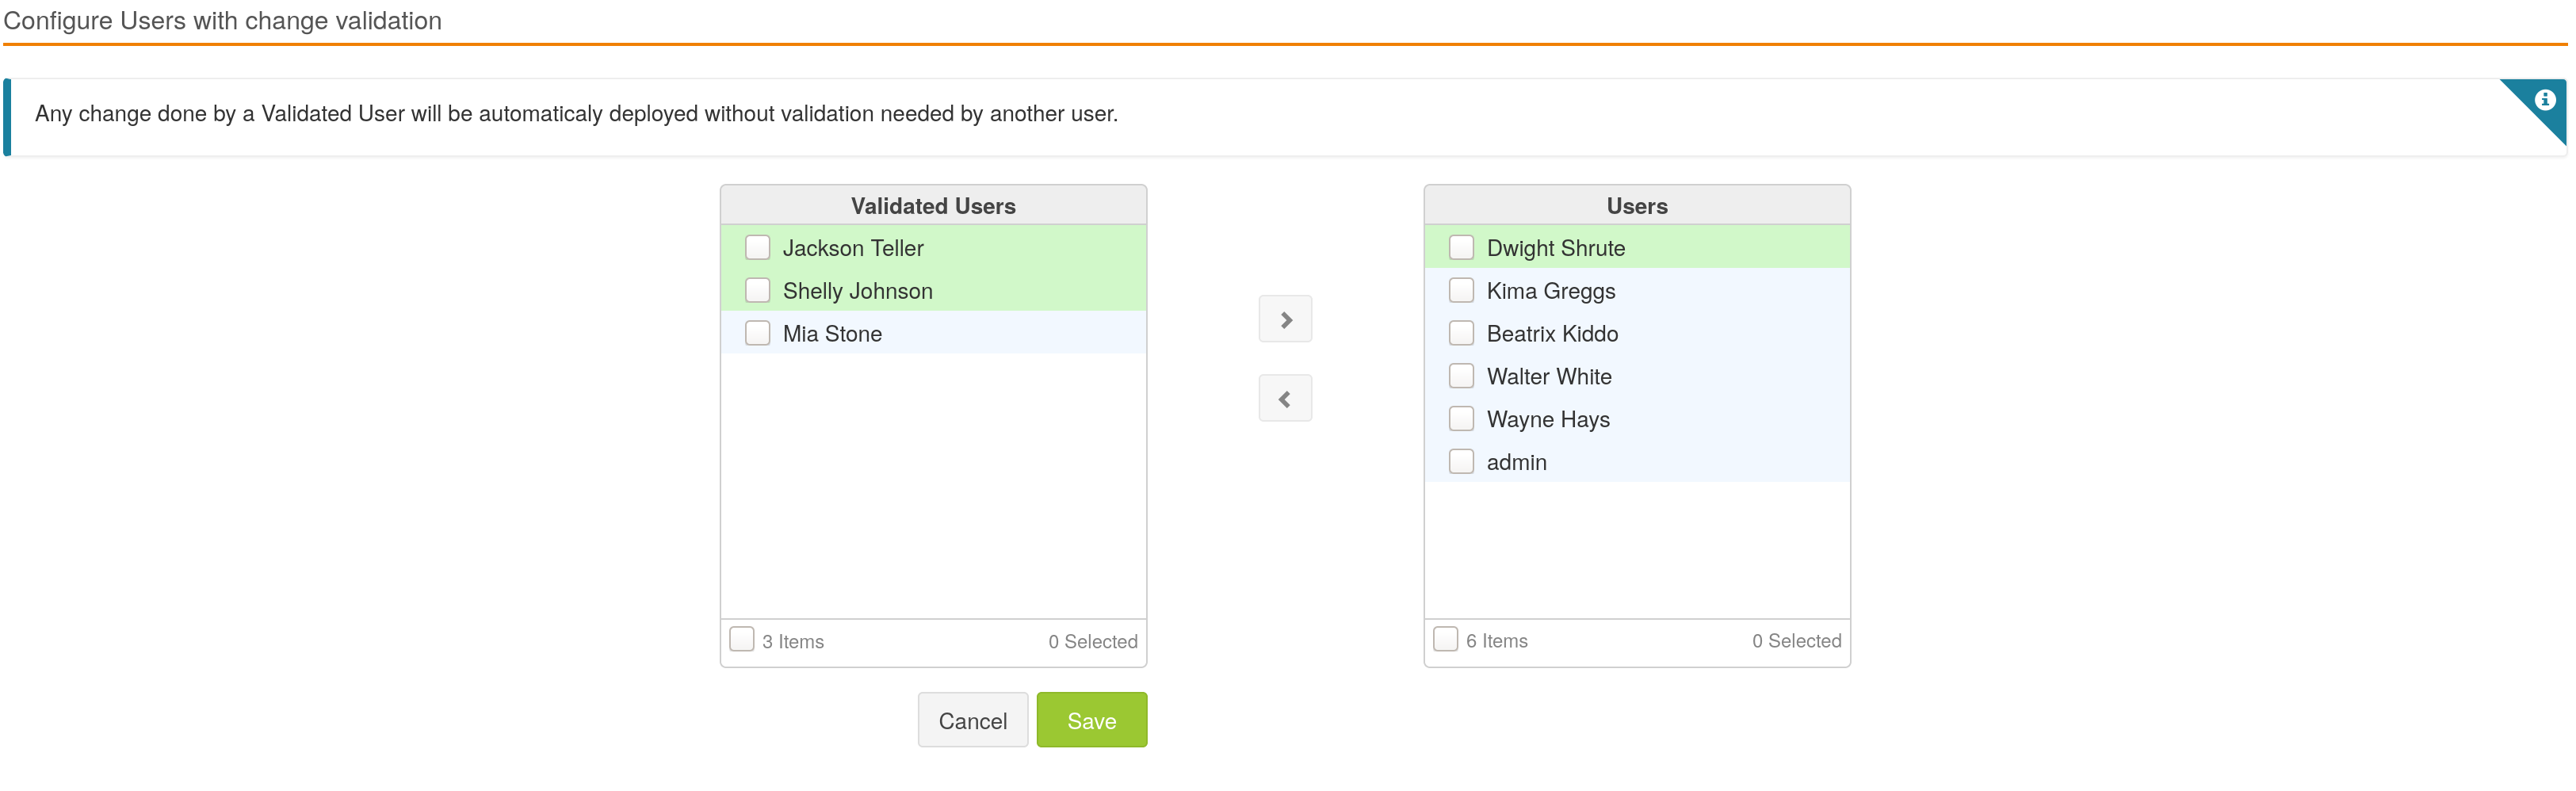 Configure Users with change validation
Any change done by a Validated User will be automaticaly deployed without validation needed by another user.
Validated Users
Jackson Teller
Shelly Johnson
Mia Stone
3 Items
0 Selected
Users
Dwight Shrute
Kima Greggs
Beatrix Kiddo
Walter White
Wayne Hays
admin
6 Items
0 Selected
Cancel
Save